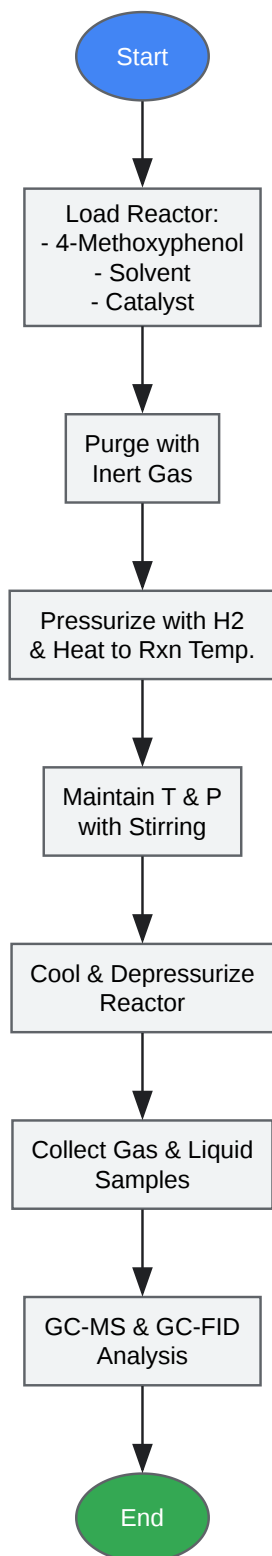 Start
Load Reactor:
- 4-Methoxyphenol
- Solvent
- Catalyst
Purge with
Inert Gas
Pressurize with H2
& Heat to Rxn Temp.
Maintain T & P
with Stirring
Cool & Depressurize
Reactor
Collect Gas & Liquid
Samples
GC-MS & GC-FID
Analysis
End